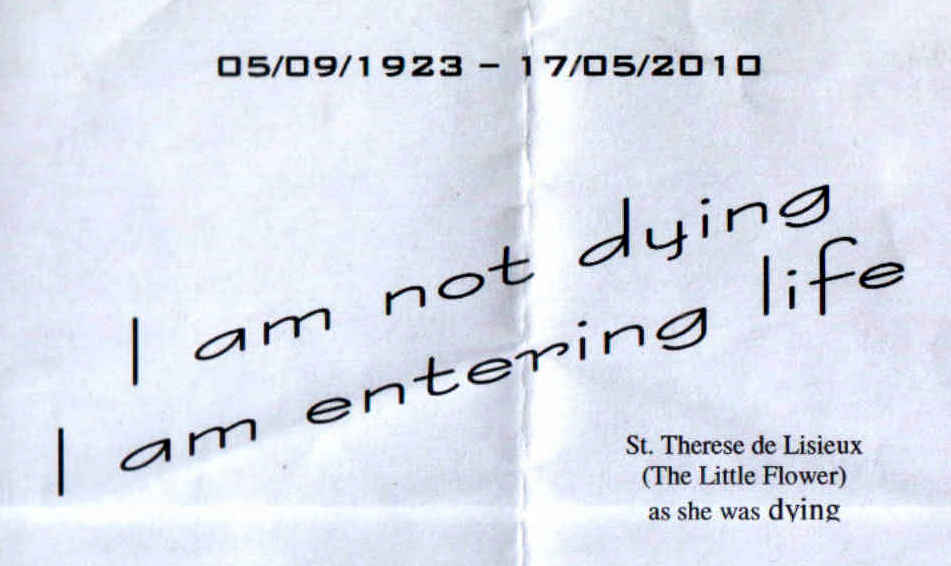 05/09/1923 - 17/05/2010
I am not dying
I am entering life
St. Therese de Lisieux
(The Little Flower)
as she was dying